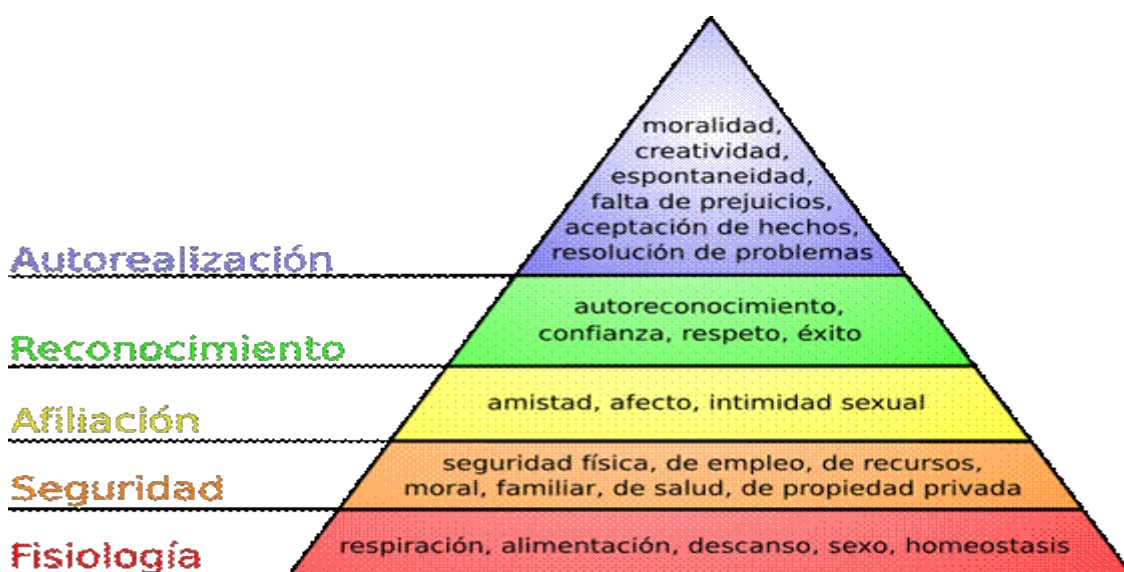 moralidad,
creatividad,
espontaneidad,
falta de prejuicios,
aceptación de hechos,
resolución de problemas
Autorealización
autoreconocimiento,
confianza, respeto, éxito
Reconocimiento
amistad, afecto, intimidad sexual
Afiliación
seguridad física, de empleo, de recursos,
moral, familiar, de salud, de propiedad privada
Seguridad
respiración, alimentación, descanso, sexo, homeostasis
Fisiología